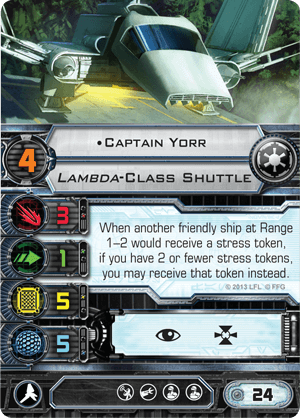 •Captain Yorr
4
Lambda-Class Shuttle
3
1
5
5
When another friendly ship at Range
1–2 would receive a stress token,
if you have 2 or fewer stress tokens,
you may receive that token instead.
© 2013 LFL © FFG
24